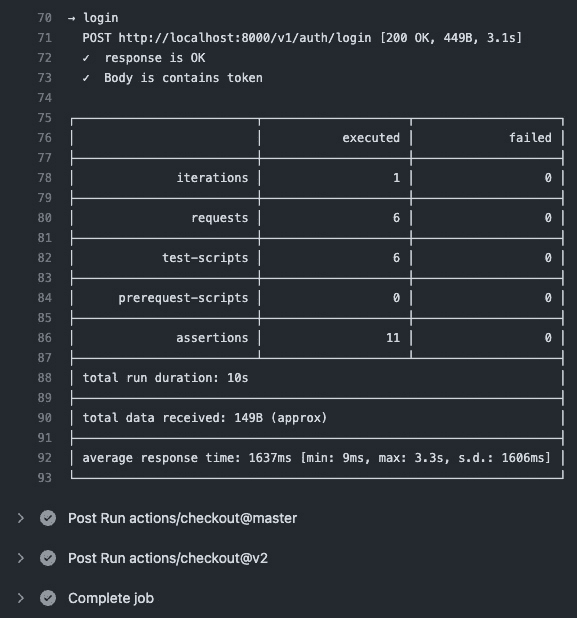 70 → login
71 POST http://localhost:8000/v1/auth/login [200 OK, 449B, 3.1s]
72 ✓ response is OK
73 ✓ Body is contains token
74
75
76 executed failed
77
78 iterations 1 0
79
80 requests 6 0
81
82 test-scripts 6 0
83
84 prerequest-scripts 0 0
85
86 assertions 11 0
87
88 total run duration: 10s
89
90 total data received: 149B (approx)
91
92 average response time: 1637ms [min: 9ms, max: 3.3s, s.d.: 1606ms]
93
Post Run actions/checkout@master
Post Run actions/checkout@v2
Complete job